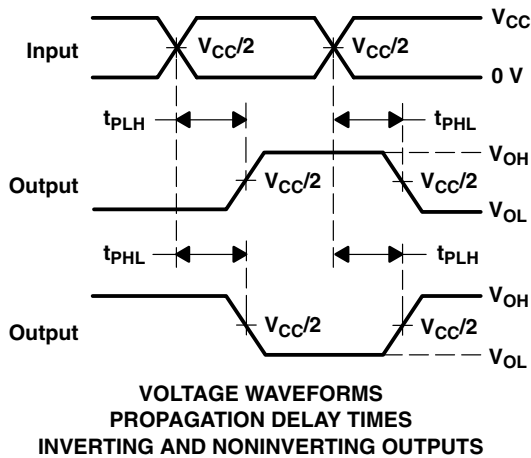 V_CC
Input V_CC/2 V_CC/2
0 V
t_PLH t_PHL
V_OH
Output V_CC/2 V_CC/2
V_OL
t_PHL t_PLH
V_OH
Output V_CC/2 V_CC/2
V_OL
VOLTAGE WAVEFORMS
PROPAGATION DELAY TIMES
INVERTING AND NONINVERTING OUTPUTS